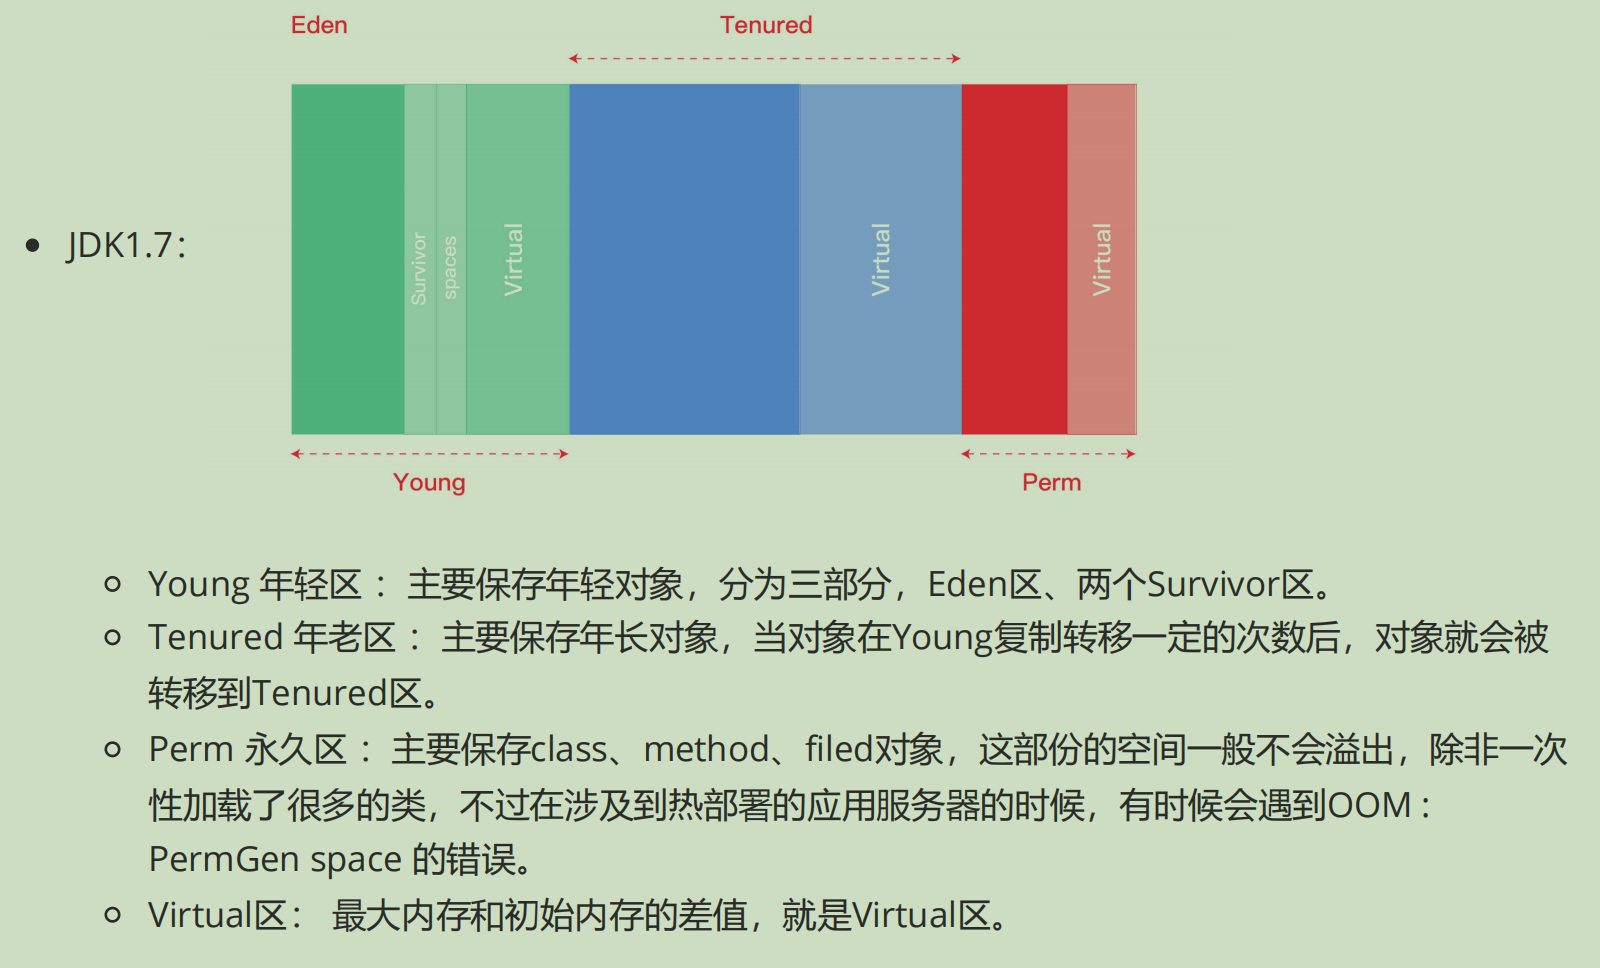 Eden
Tenured
JDK1.7：
Survivor
spaces
Virtual
Virtual
Virtual
Young
Perm
Young 年轻区 ：主要保存年轻对象，分为三部分，Eden区、两个Survivor区。
Tenured 年老区 ：主要保存年长对象，当对象在Young复制转移一定的次数后，对象就会被
转移到Tenured区。
Perm 永久区 ：主要保存class、method、filed对象，这部份的空间一般不会溢出，除非一次
性加载了很多的类，不过在涉及到热部署的应用服务器的时候，有时候会遇到OOM :
PermGen space 的错误。
Virtual区： 最大内存和初始内存的差值，就是Virtual区。